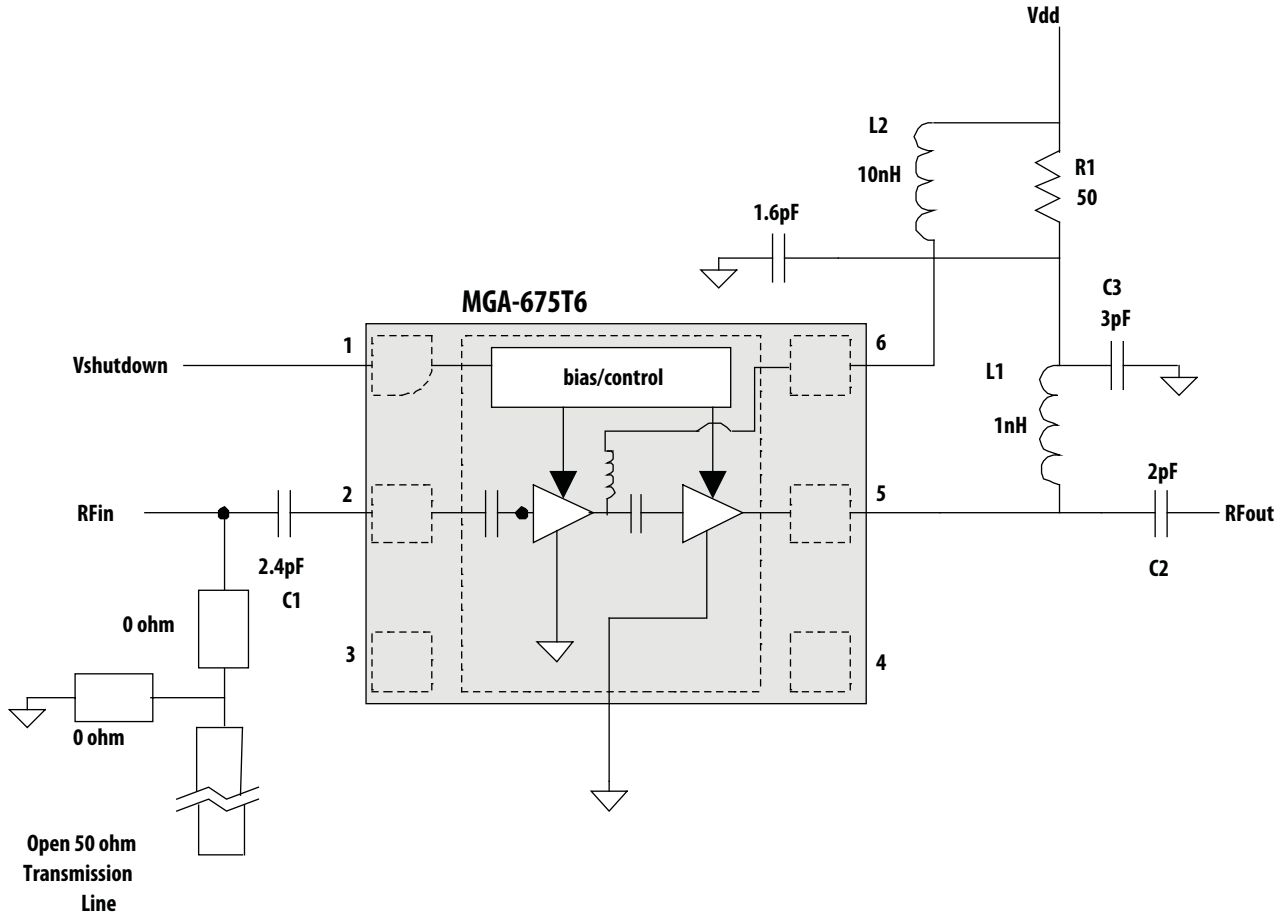 Vdd
L2
10nH
R1
50
1.6pF
MGA-675T6
C3
3pF
1
6
Vshutdown
bias/control
L1
1nH
2
5
2pF
RFin
RFout
2.4pF
C1
C2
0 ohm
3
4
0 ohm
Open 50 ohm
Transmission
Line